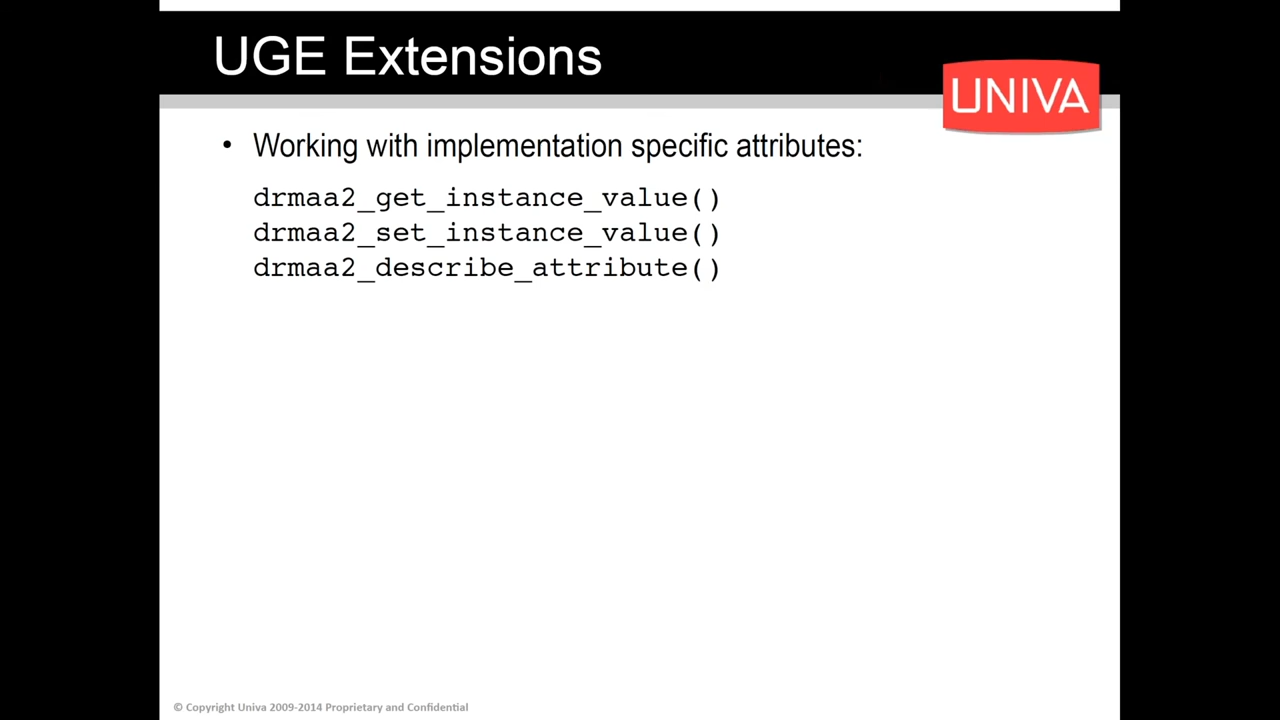 UGE Extensions
UNIVA
• Working with implementation specific attributes:
drmaa2_get_instance_value()
drmaa2_set_instance_value()
drmaa2_describe_attribute()
© Copyright Univa 2009-2014 Proprietary and Confidential